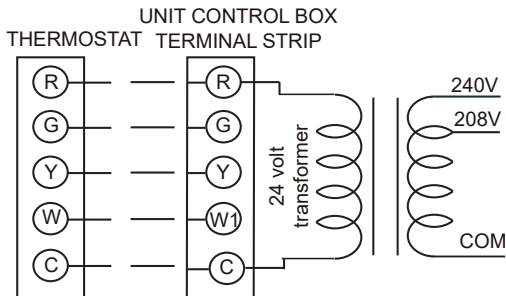 UNIT CONTROL BOX
THERMOSTAT TERMINAL STRIP
R R
G G
Y Y
W W1
C C
24 volt
transformer
240V
208V
COM